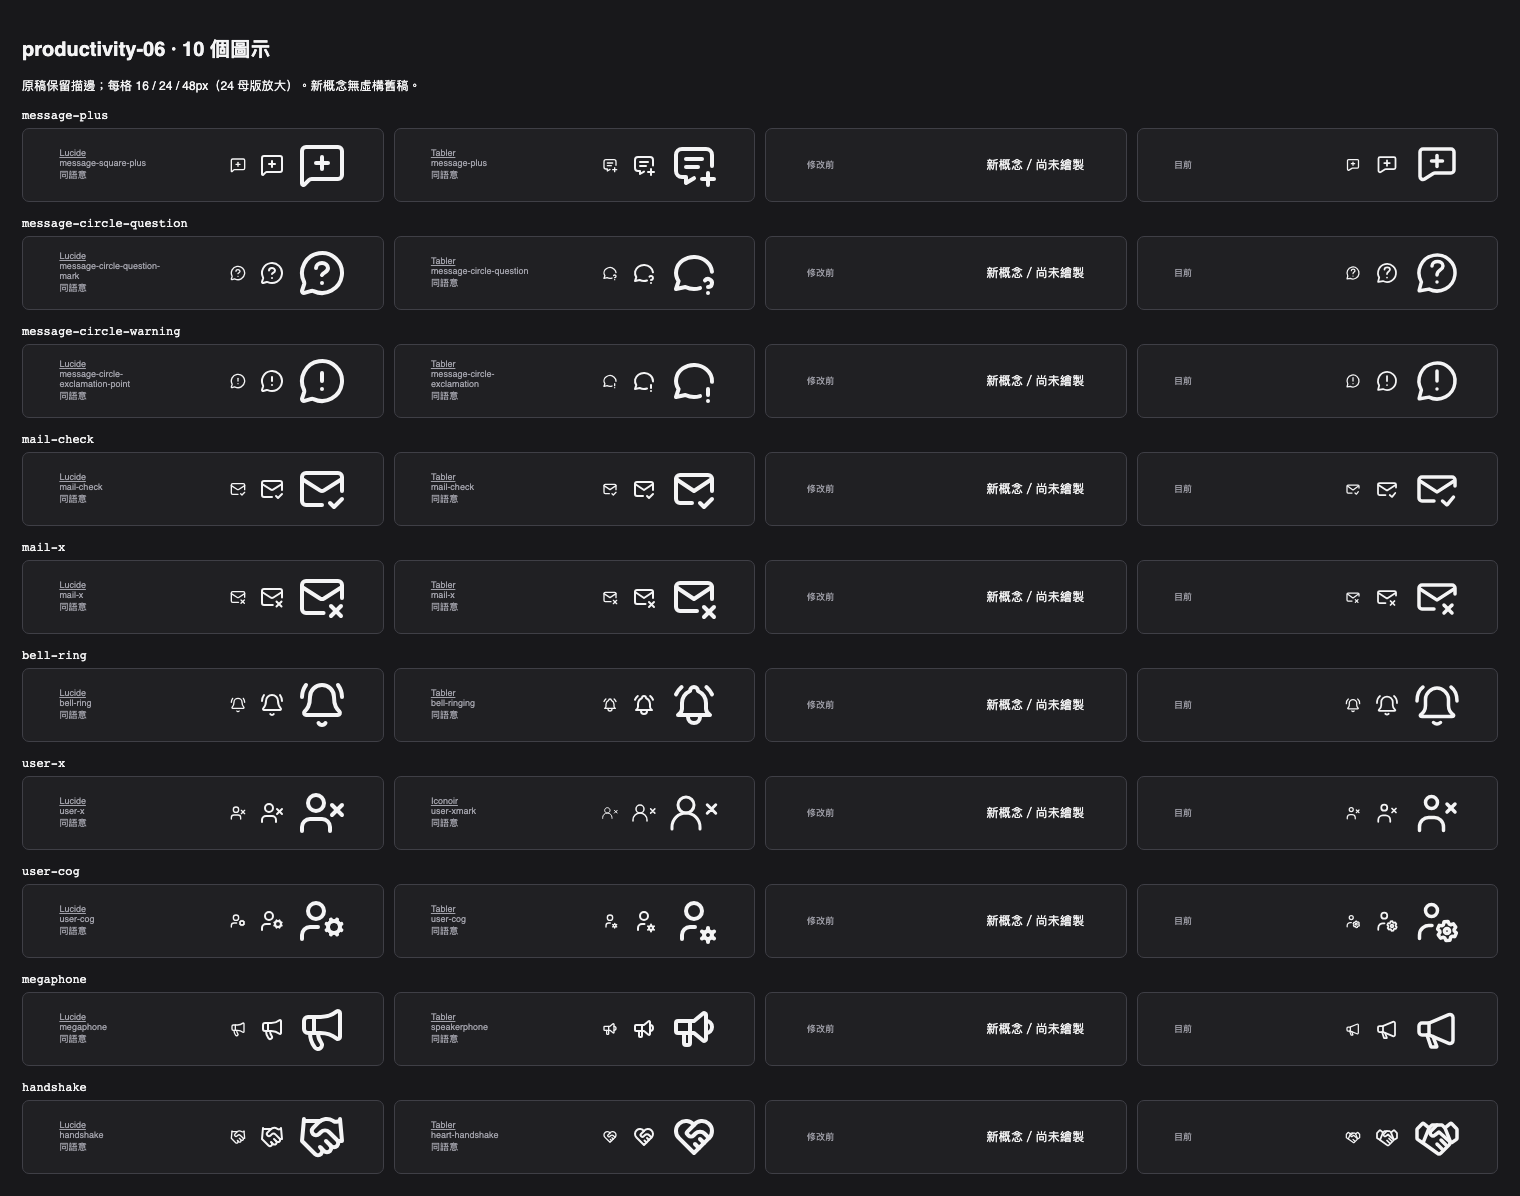 productivity-06 · 10 個圖示
原稿保留描邊；每格 16 / 24 / 48px（24 母版放大）。新概念無虛構舊稿。
message-plus
Lucide
message-square-plus
同語意
Tabler
message-plus
同語意
修改前
新概念 / 尚未繪製
目前
message-circle-question
Lucide
message-circle-question-
mark
同語意
Tabler
message-circle-question
同語意
修改前
新概念 / 尚未繪製
目前
message-circle-warning
Lucide
message-circle-
exclamation-point
同語意
Tabler
message-circle-
exclamation
同語意
修改前
新概念 / 尚未繪製
目前
mail-check
Lucide
mail-check
同語意
Tabler
mail-check
同語意
修改前
新概念 / 尚未繪製
目前
mail-x
Lucide
mail-x
同語意
Tabler
mail-x
同語意
修改前
新概念 / 尚未繪製
目前
bell-ring
Lucide
bell-ring
同語意
Tabler
bell-ringing
同語意
修改前
新概念 / 尚未繪製
目前
user-x
Lucide
user-x
同語意
Iconoir
user-xmark
同語意
修改前
新概念 / 尚未繪製
目前
user-cog
Lucide
user-cog
同語意
Tabler
user-cog
同語意
修改前
新概念 / 尚未繪製
目前
megaphone
Lucide
megaphone
同語意
Tabler
speakerphone
同語意
修改前
新概念 / 尚未繪製
目前
handshake
Lucide
handshake
同語意
Tabler
heart-handshake
同語意
修改前
新概念 / 尚未繪製
目前